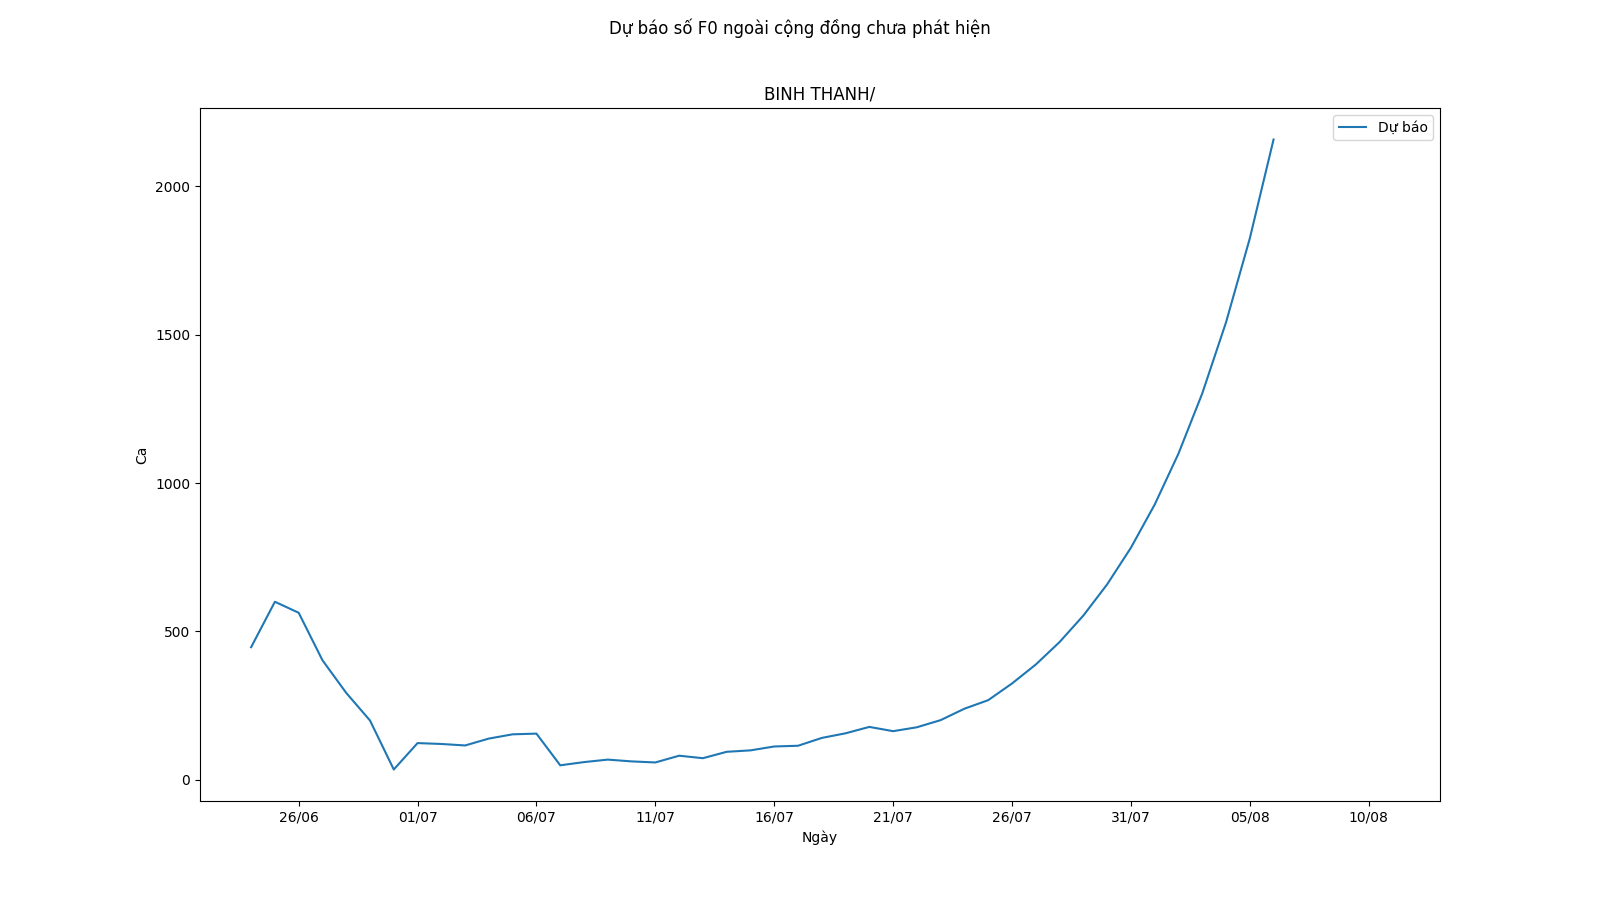 Dự báo số F0 ngoài cộng đồng chưa phát hiện
BINH THANH/
Dự báo
2000
1500
1000
500
0
Ca
26/06 01/07 06/07 11/07 16/07 21/07 26/07 31/07 05/08 10/08
Ngày